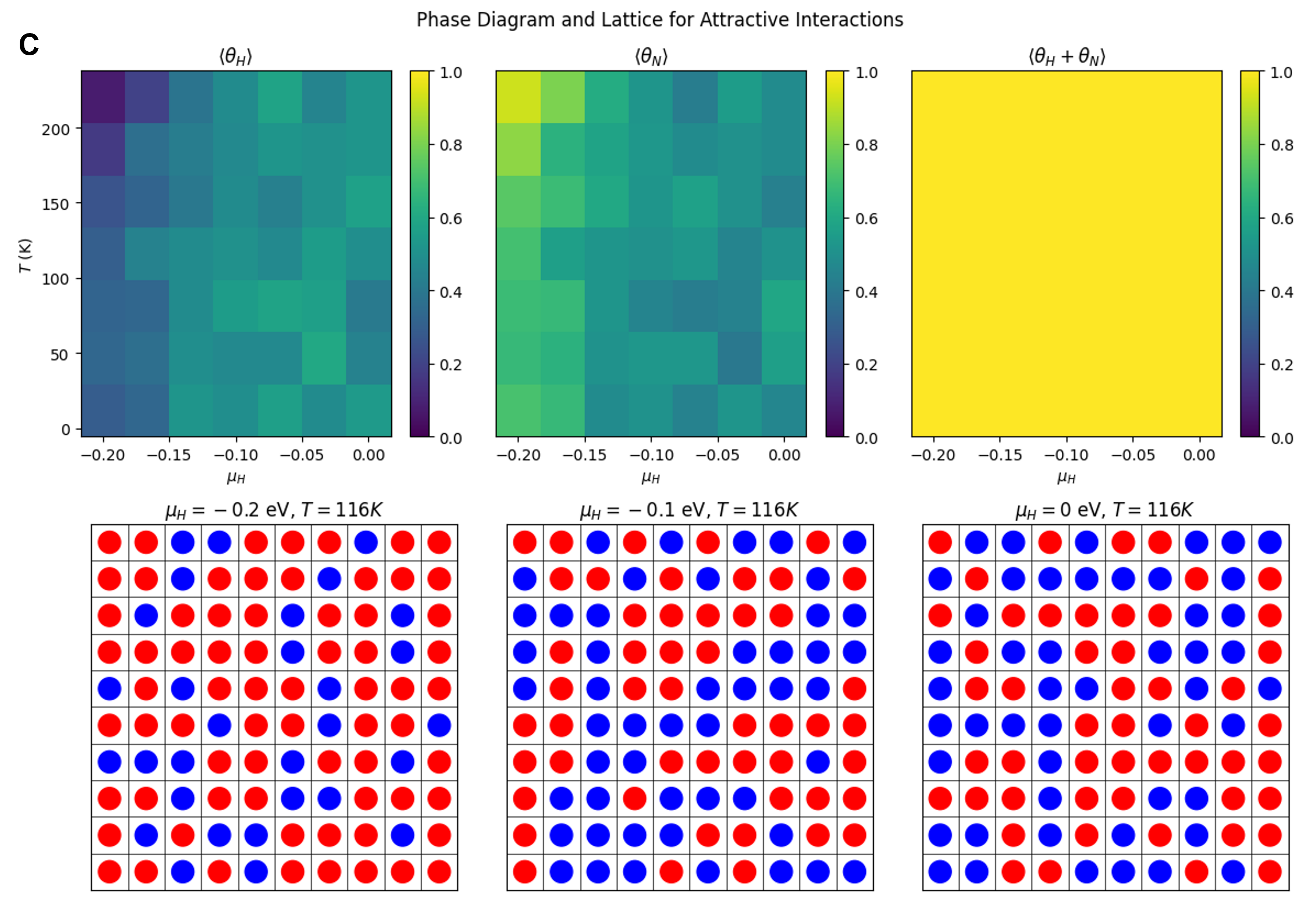 Phase Diagram and Lattice for Attractive Interactions
C
⟨θ_H⟩
⟨θ_N⟩
⟨θ_H + θ_N⟩
T (K)
200
150
100
50
0
−0.20 −0.15 −0.10 −0.05 0.00
μ_H
1.0
0.8
0.6
0.4
0.2
0.0
−0.20 −0.15 −0.10 −0.05 0.00
μ_H
1.0
0.8
0.6
0.4
0.2
0.0
−0.20 −0.15 −0.10 −0.05 0.00
μ_H
1.0
0.8
0.6
0.4
0.2
0.0
μ_H = −0.2 eV, T = 116K
μ_H = −0.1 eV, T = 116K
μ_H = 0 eV, T = 116K